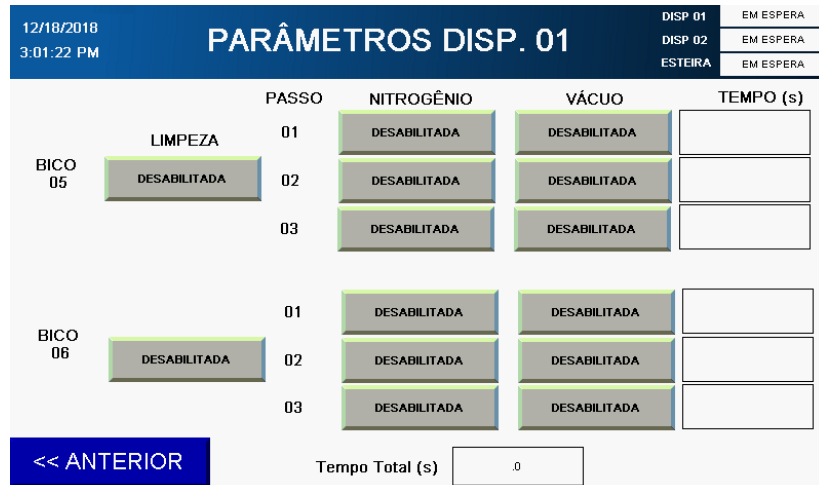 12/18/2018
3:01:22 PM
PARÂMETROS DISP. 01
DISP 01 EM ESPERA
DISP 02 EM ESPERA
ESTEIRA EM ESPERA
PASSO NITROGÊNIO VÁCUO TEMPO (s)
LIMPEZA
01 DESABILITADA DESABILITADA
BICO
05
DESABILITADA
02 DESABILITADA DESABILITADA
03 DESABILITADA DESABILITADA
01 DESABILITADA DESABILITADA
BICO
06
DESABILITADA
02 DESABILITADA DESABILITADA
03 DESABILITADA DESABILITADA
<< ANTERIOR
Tempo Total (s) .0